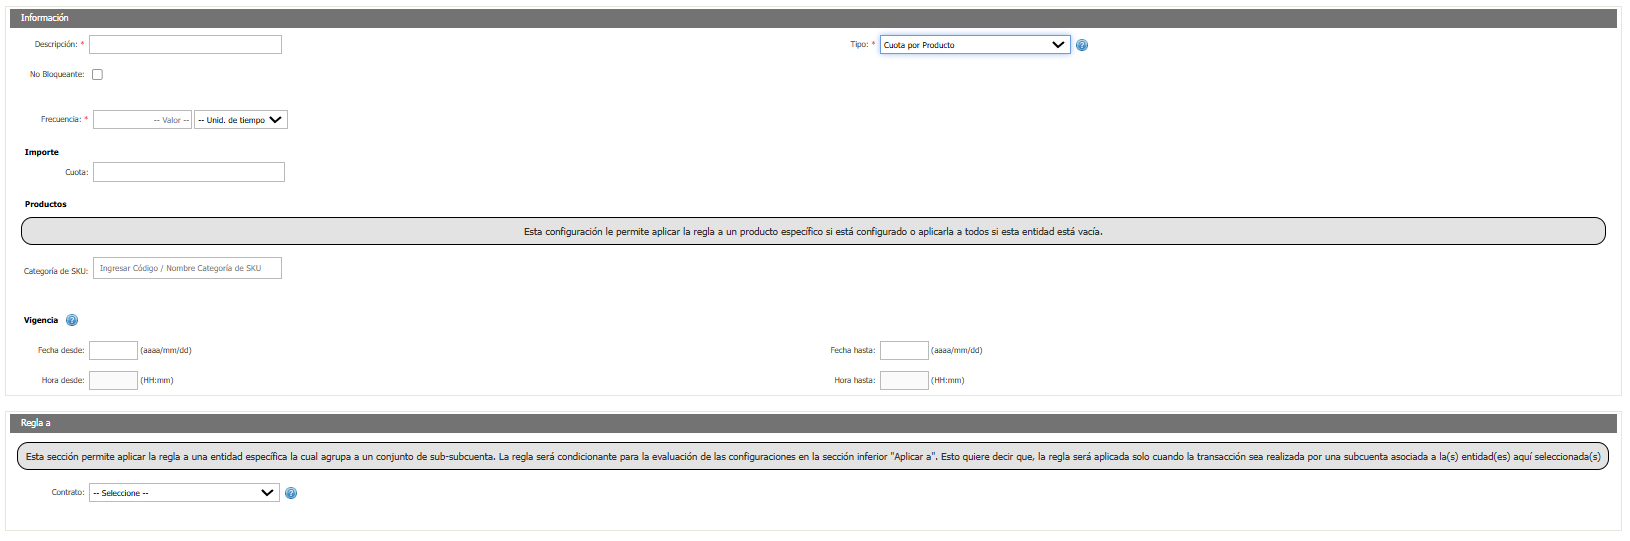 Información
Descripción: *
Tipo: * Cuota por Producto
No Bloqueante:
Frecuencia: * -- Valor -- -- Unid. de tiempo
Importe
Cuota:
Productos
Esta configuración le permite aplicar la regla a un producto específico si está configurado o aplicarla a todos si esta entidad está vacía.
Categoría de SKU: Ingresar Código / Nombre Categoría de SKU
Vigencia
Fecha desde: (aaaa/mm/dd)
Fecha hasta: (aaaa/mm/dd)
Hora desde: (HH:mm)
Hora hasta: (HH:mm)
Regla a
Esta sección permite aplicar la regla a una entidad específica la cual agrupa a un conjunto de sub-subcuenta. La regla será condicionante para la evaluación de las configuraciones en la sección inferior "Aplicar a". Esto quiere decir que, la regla será aplicada solo cuando la transacción sea realizada por una subcuenta asociada a la(s) entidad(es) aquí seleccionada(s)
Contrato: -- Seleccione --